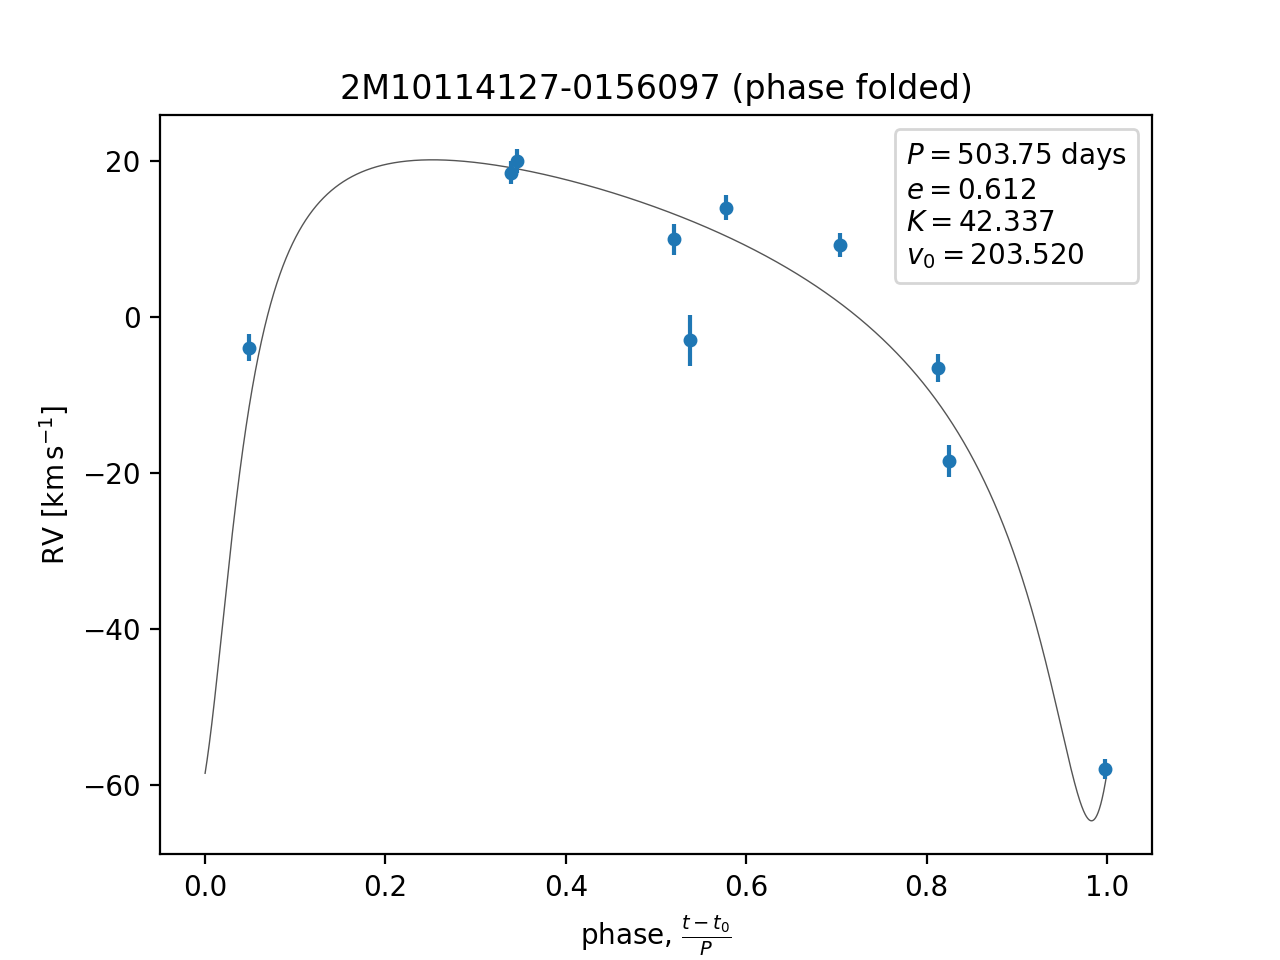 2M10114127-0156097 (phase folded)
P = 503.75 days
e = 0.612
K = 42.337
v₀ = 203.520
20
0
−20
−40
−60
RV [km s⁻¹]
0.0 0.2 0.4 0.6 0.8 1.0
phase, (t − t₀)/P